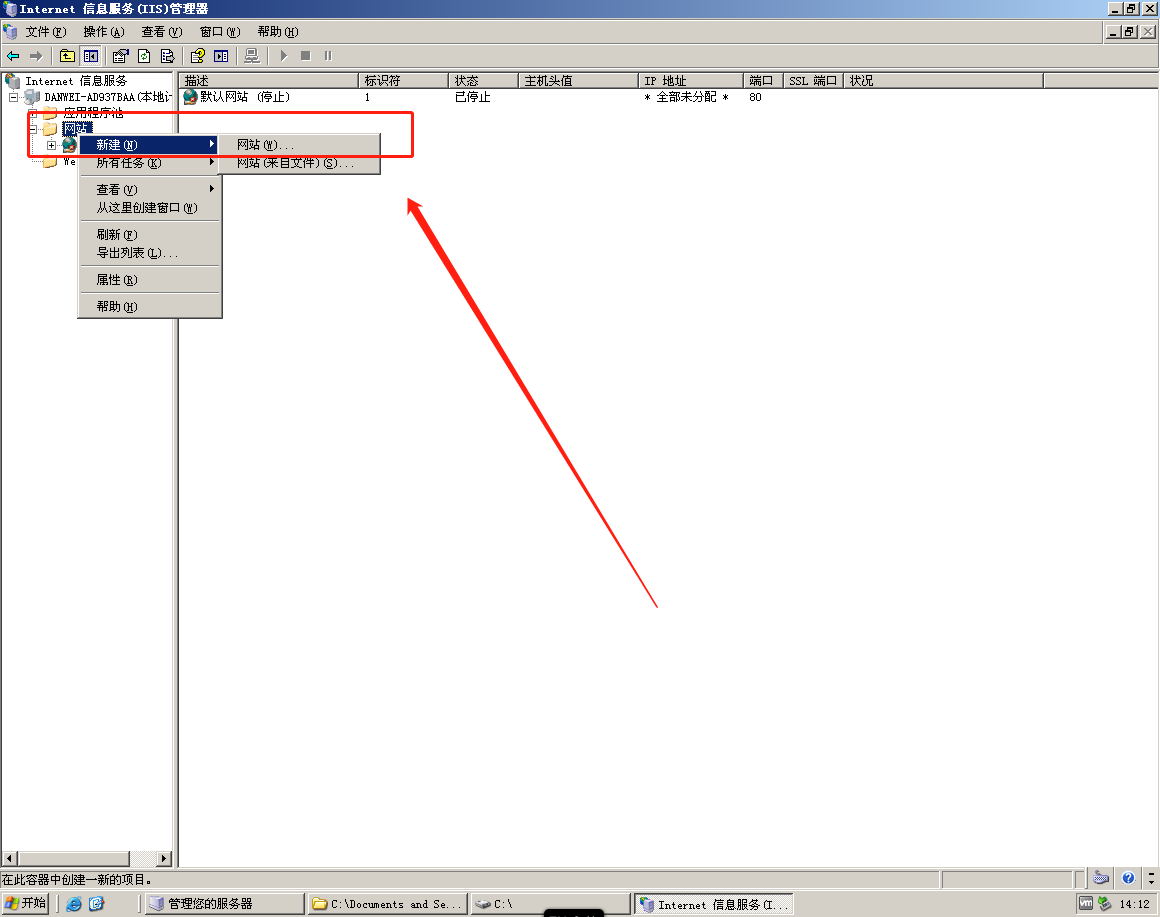 Internet 信息服务(IIS)管理器
文件(F) 操作(A) 查看(V) 窗口(W) 帮助(H)
Internet 信息服务
描述 标识符 状态 主机头值 IP 地址 端口 SSL 端口 状况
DANWEI-AD937BAA(本地计
默认网站 (停止) 1 已停止 * 全部未分配 * 80
应用程序池
网站
新建(N) 网站(W)...
We
所有任务(K) 网站(来自文件)(S)...
查看(V)
从这里创建窗口(W)
刷新(F)
导出列表(L)...
属性(R)
帮助(H)
在此容器中创建一新的项目。
开始 管理您的服务器 C:\Documents and Se... C:\ Internet 信息服务(I... vm 14:12